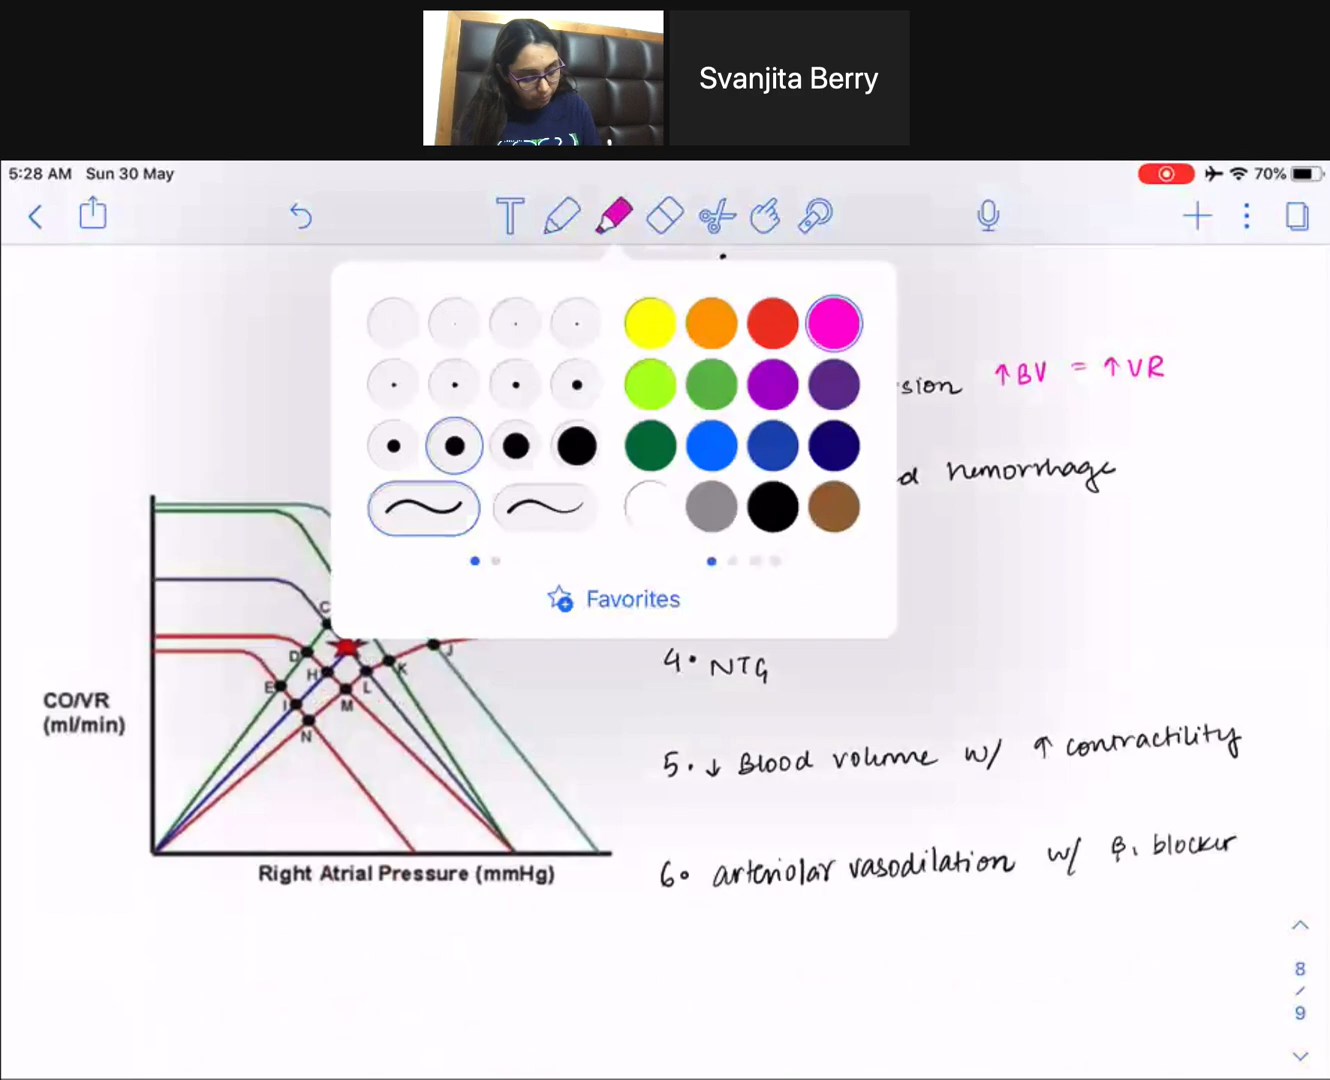 Svanjita Berry
5:28 AM Sun 30 May
70%
T
sion ↑BV = ↑VR
d hemorrhage
Favorites
C
D
H
J
K
E
L
I
M
N
CO/VR
(ml/min)
Right Atrial Pressure (mmHg)
4• NTG
5. ↓ Blood volume w/ ↑ contractility
6• arteriolar vasodilation w/ β₁ blocker
8
/
9